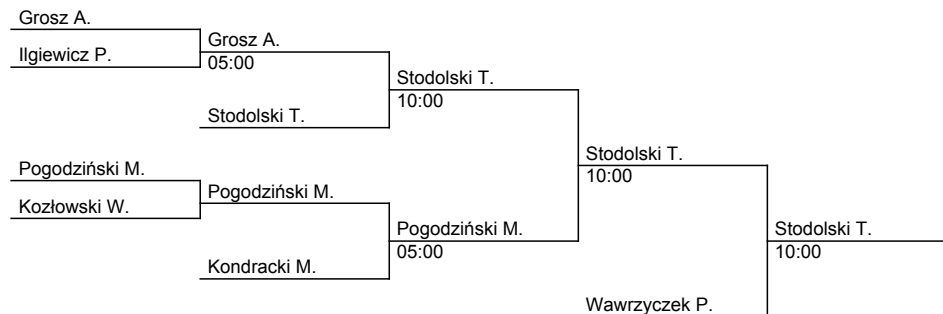 Grosz A.
Ilgiewicz P.
Grosz A.
05:00
Stodolski T.
Stodolski T.
10:00
Pogodziński M.
Kozłowski W.
Pogodziński M.
Kondracki M.
Pogodziński M.
05:00
Stodolski T.
10:00
Wawrzyczek P.
Stodolski T.
10:00